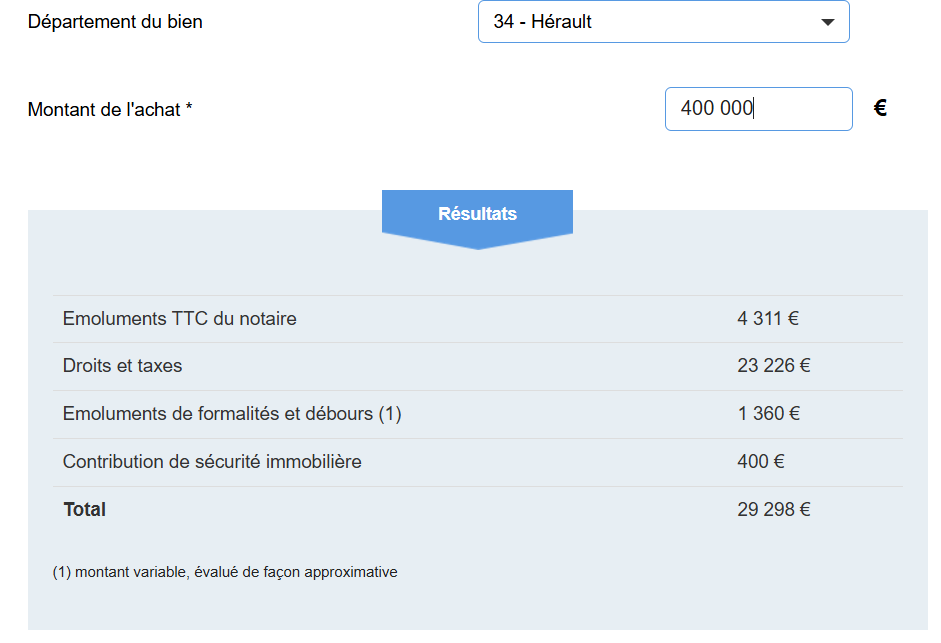 Département du bien 34 - Hérault
Montant de l'achat * 400 000 €
Résultats
Emoluments TTC du notaire 4 311 €
Droits et taxes 23 226 €
Emoluments de formalités et débours (1) 1 360 €
Contribution de sécurité immobilière 400 €
Total 29 298 €
(1) montant variable, évalué de façon approximative